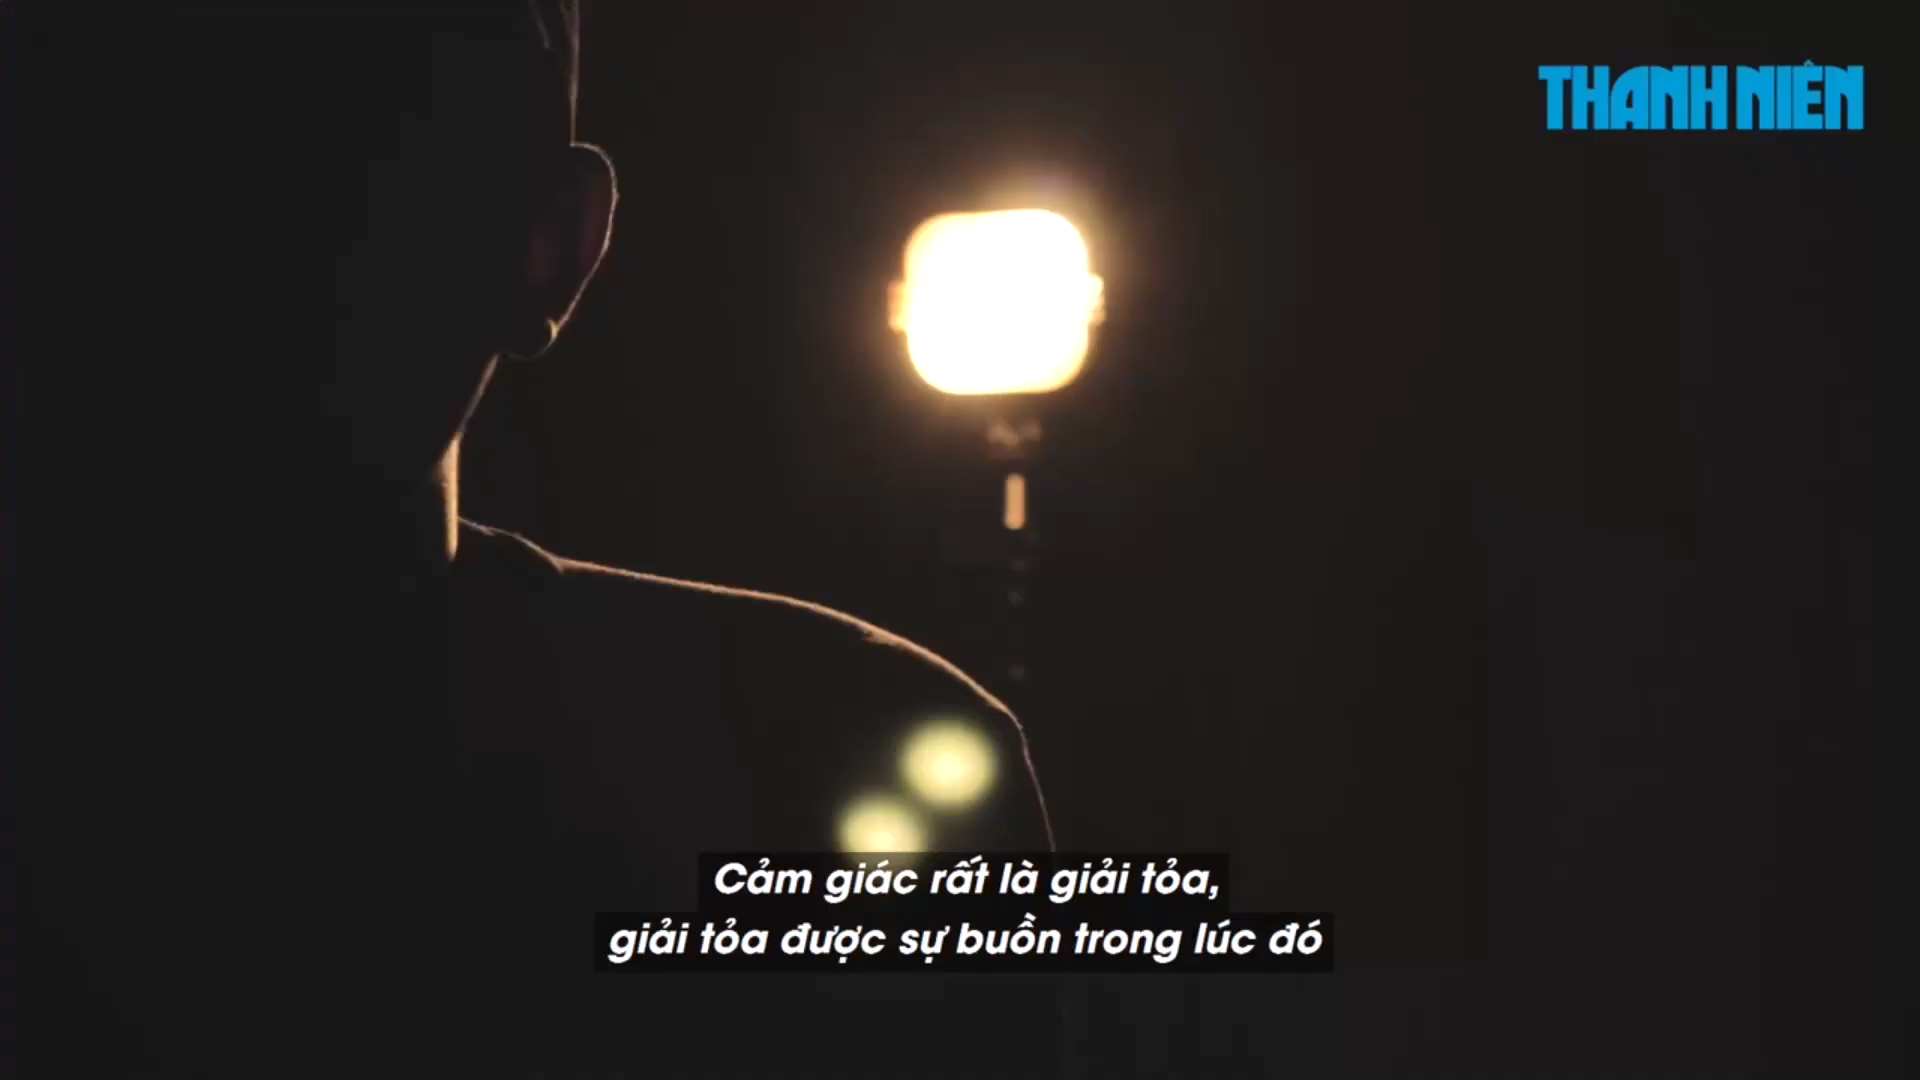 THANH NIÊN
Cảm giác rất là giải tỏa,
giải tỏa được sự buồn trong lúc đó